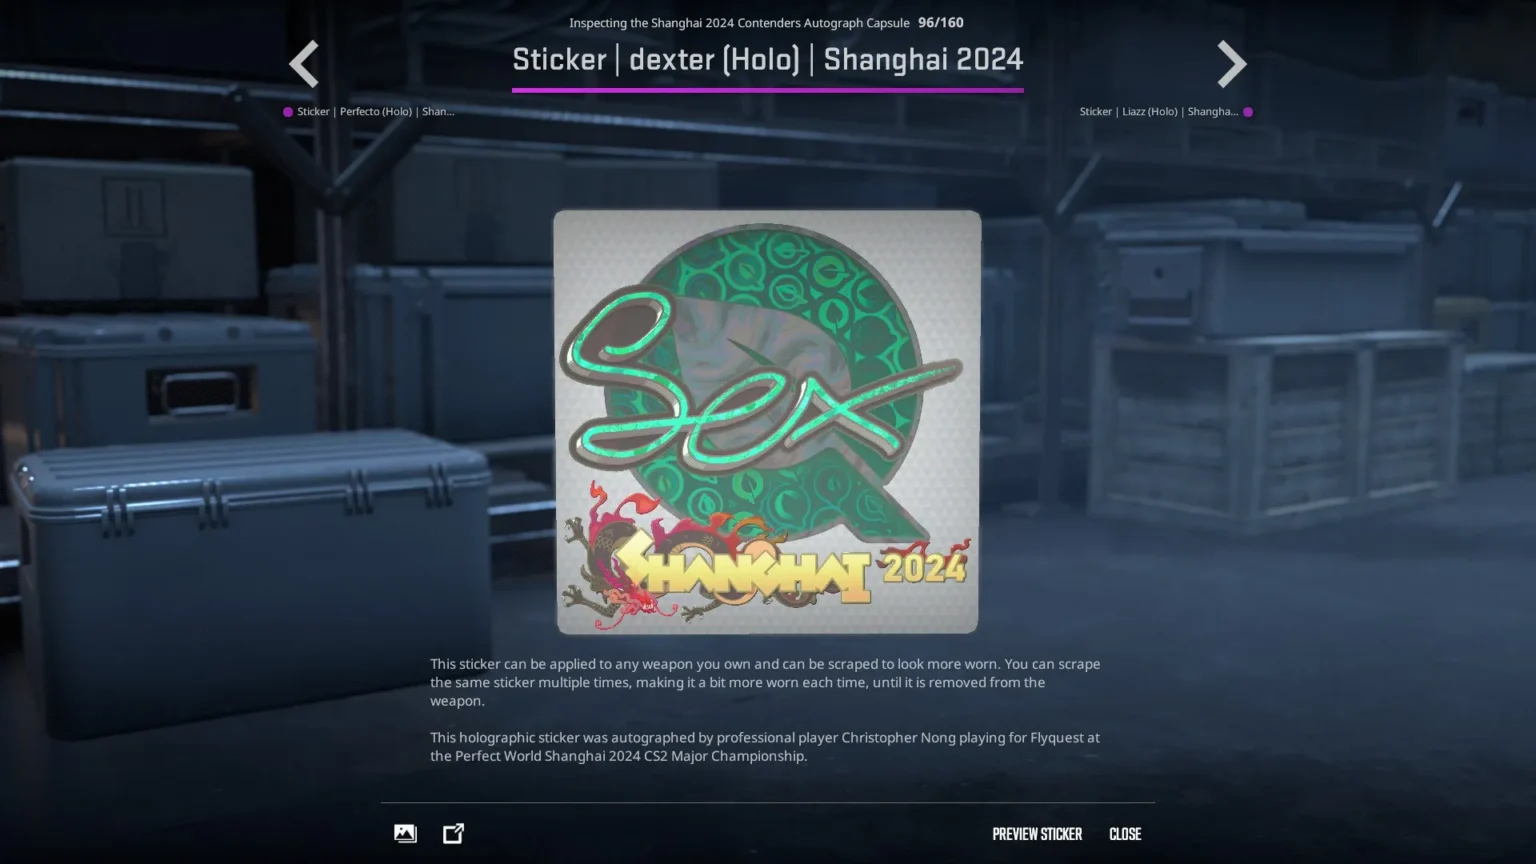 Inspecting the Shanghai 2024 Contenders Autograph Capsule 96/160
Sticker | dexter (Holo) | Shanghai 2024
Sticker | Perfecto (Holo) | Shan...
Sticker | Liazz (Holo) | Shangha...
Sex
SHANGHAI 2024
This sticker can be applied to any weapon you own and can be scraped to look more worn. You can scrape
the same sticker multiple times, making it a bit more worn each time, until it is removed from the
weapon.
This holographic sticker was autographed by professional player Christopher Nong playing for Flyquest at
the Perfect World Shanghai 2024 CS2 Major Championship.
PREVIEW STICKER
CLOSE